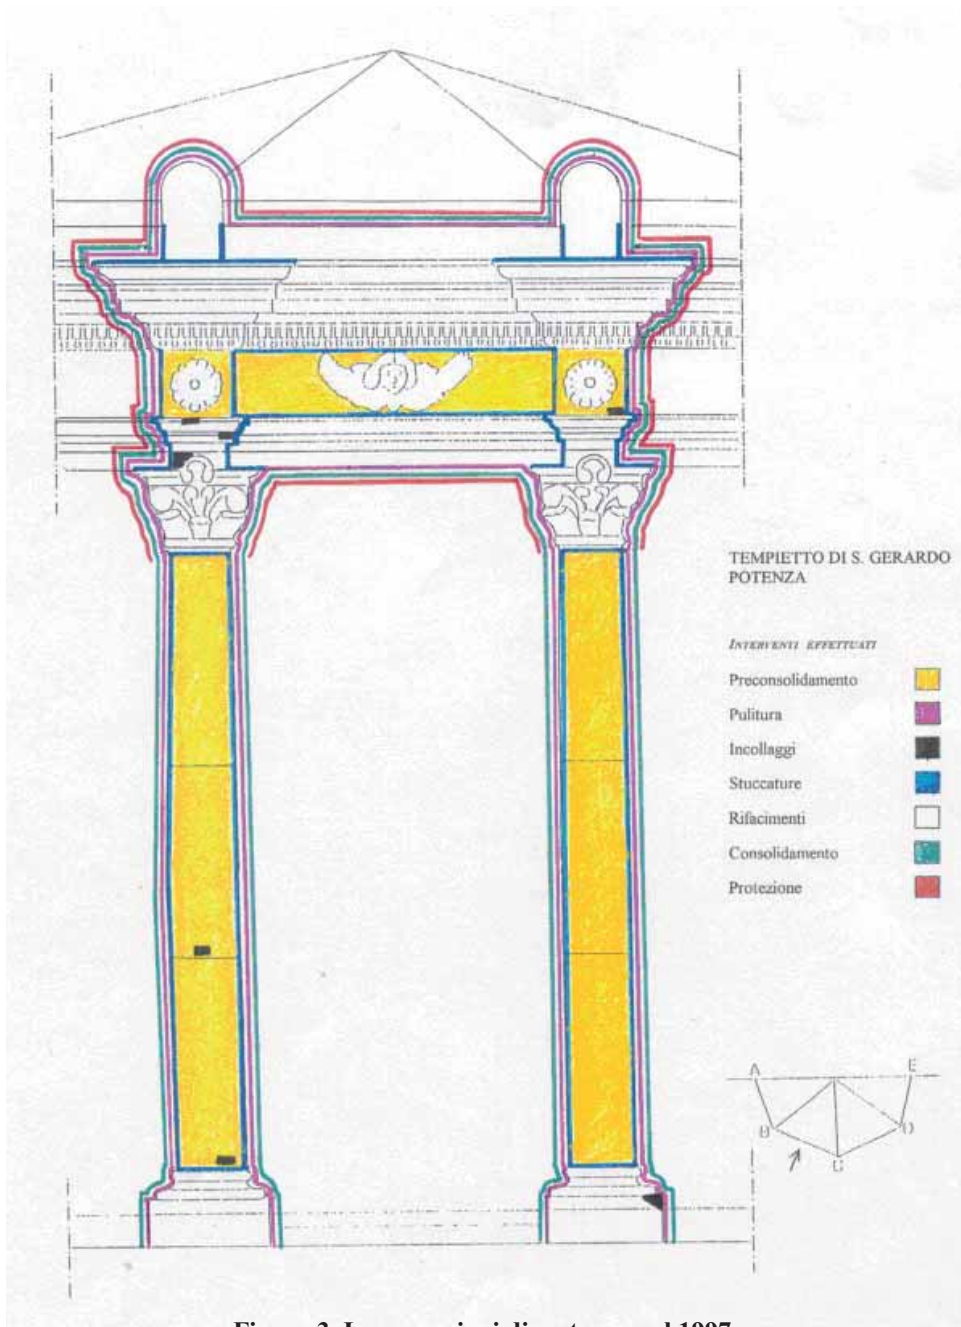 TEMPIETTO DI S. GERARDO
POTENZA
INTERVENTI EFFETTUATI
Preconsolidamento
Pulitura
Incollaggi
Stuccature
Rifacimenti
Consolidamento
Protezione
A E
B D
C